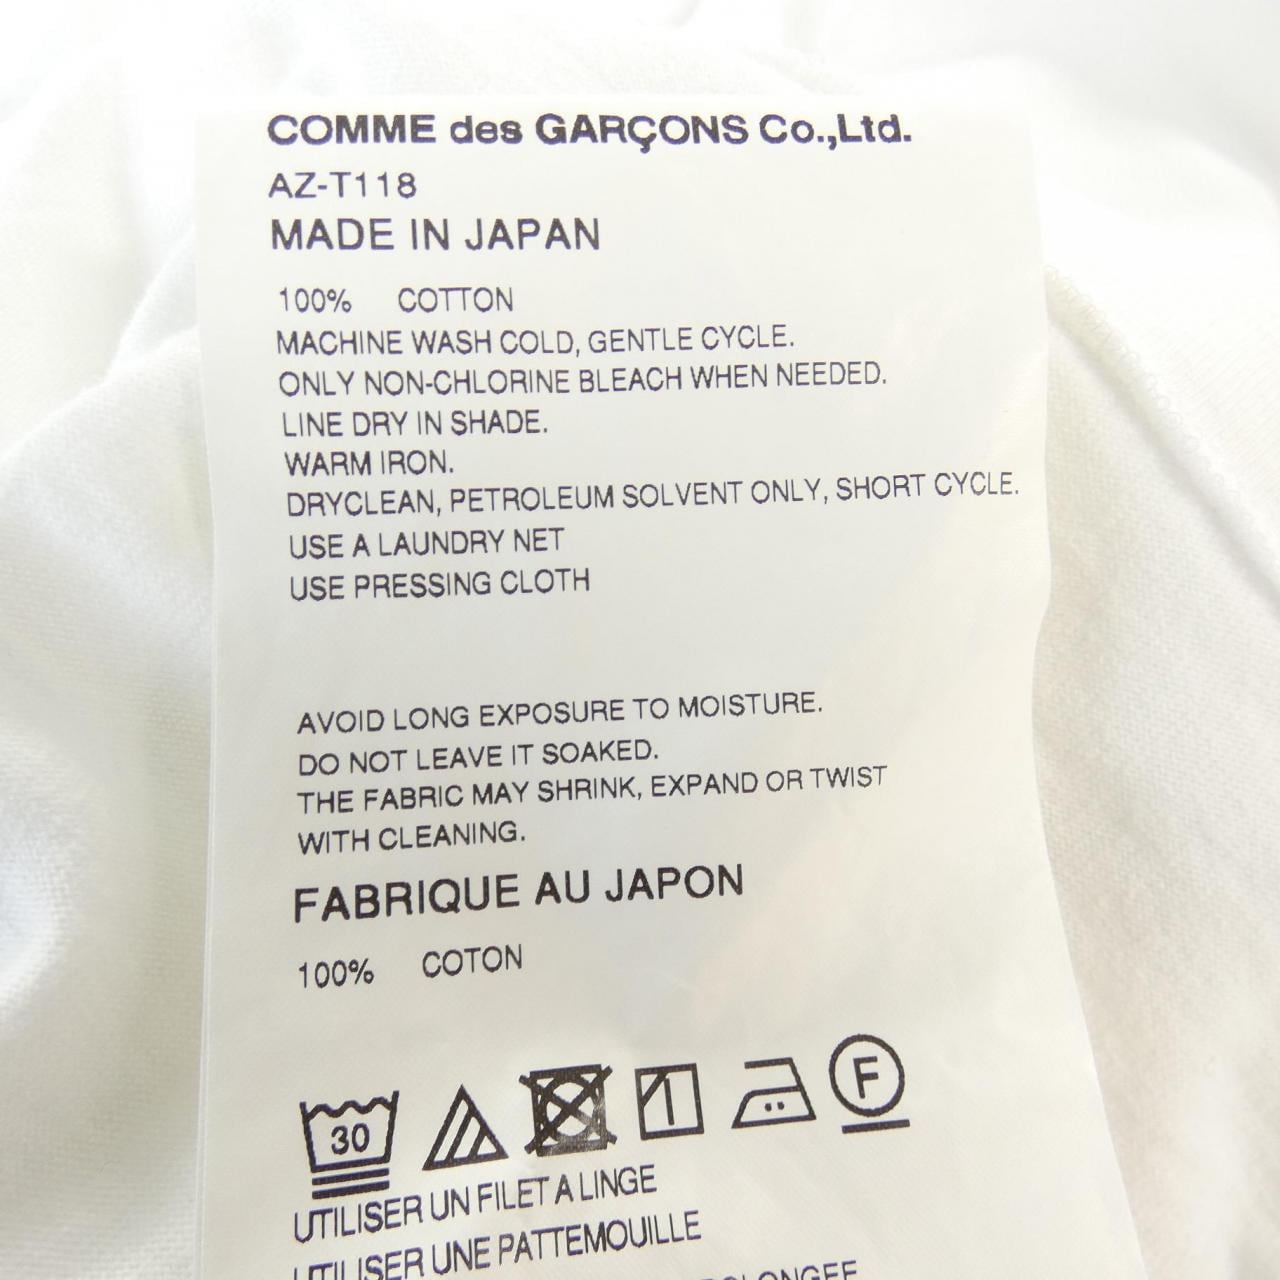 COMME des GARÇONS Co.,Ltd.
AZ-T118
MADE IN JAPAN
100% COTTON
MACHINE WASH COLD, GENTLE CYCLE.
ONLY NON-CHLORINE BLEACH WHEN NEEDED.
LINE DRY IN SHADE.
WARM IRON.
DRYCLEAN, PETROLEUM SOLVENT ONLY, SHORT CYCLE.
USE A LAUNDRY NET
USE PRESSING CLOTH
AVOID LONG EXPOSURE TO MOISTURE.
DO NOT LEAVE IT SOAKED.
THE FABRIC MAY SHRINK, EXPAND OR TWIST
WITH CLEANING.
FABRIQUE AU JAPON
100% COTON
30 F
UTILISER UN FILET A LINGE
UTILISER UNE PATTEMOUILLE